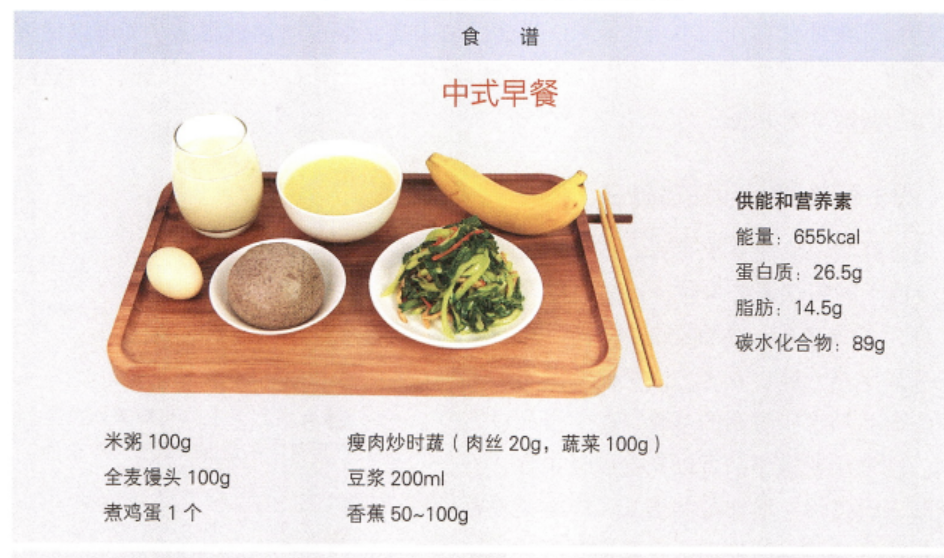 食 谱
中式早餐
供能和营养素
能量：655kcal
蛋白质：26.5g
脂肪：14.5g
碳水化合物：89g
米粥 100g
全麦馒头 100g
煮鸡蛋 1 个
瘦肉炒时蔬（肉丝 20g，蔬菜 100g）
豆浆 200ml
香蕉 50~100g